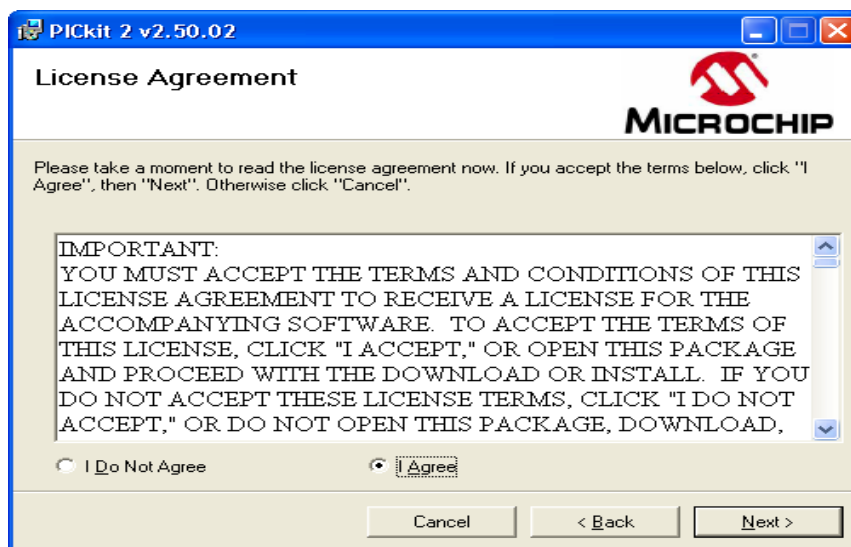 PICkit 2 v2.50.02
License Agreement
MICROCHIP
Please take a moment to read the license agreement now. If you accept the terms below, click "I
Agree", then "Next". Otherwise click "Cancel".
IMPORTANT:
YOU MUST ACCEPT THE TERMS AND CONDITIONS OF THIS
LICENSE AGREEMENT TO RECEIVE A LICENSE FOR THE
ACCOMPANYING SOFTWARE.  TO ACCEPT THE TERMS OF
THIS LICENSE, CLICK "I ACCEPT," OR OPEN THIS PACKAGE
AND PROCEED WITH THE DOWNLOAD OR INSTALL.  IF YOU
DO NOT ACCEPT THESE LICENSE TERMS, CLICK "I DO NOT
ACCEPT," OR DO NOT OPEN THIS PACKAGE, DOWNLOAD,
I Do Not Agree
I Agree
Cancel
< Back
Next >